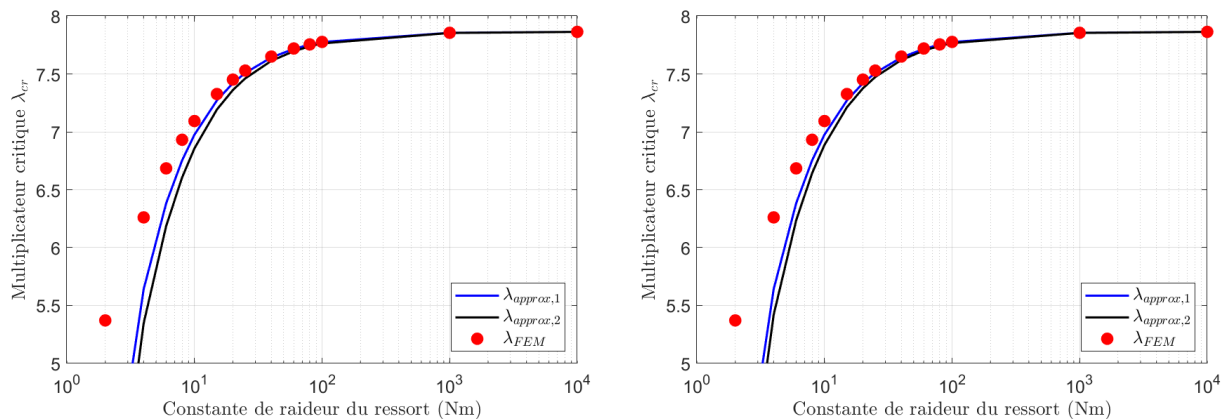 8
7.5
7
6.5
6
5.5
5
Multiplicateur critique λcr
10^0 10^1 10^2 10^3 10^4
Constante de raideur du ressort (Nm)
λapprox,1
λapprox,2
λFEM
8
7.5
7
6.5
6
5.5
5
Multiplicateur critique λcr
10^0 10^1 10^2 10^3 10^4
Constante de raideur du ressort (Nm)
λapprox,1
λapprox,2
λFEM